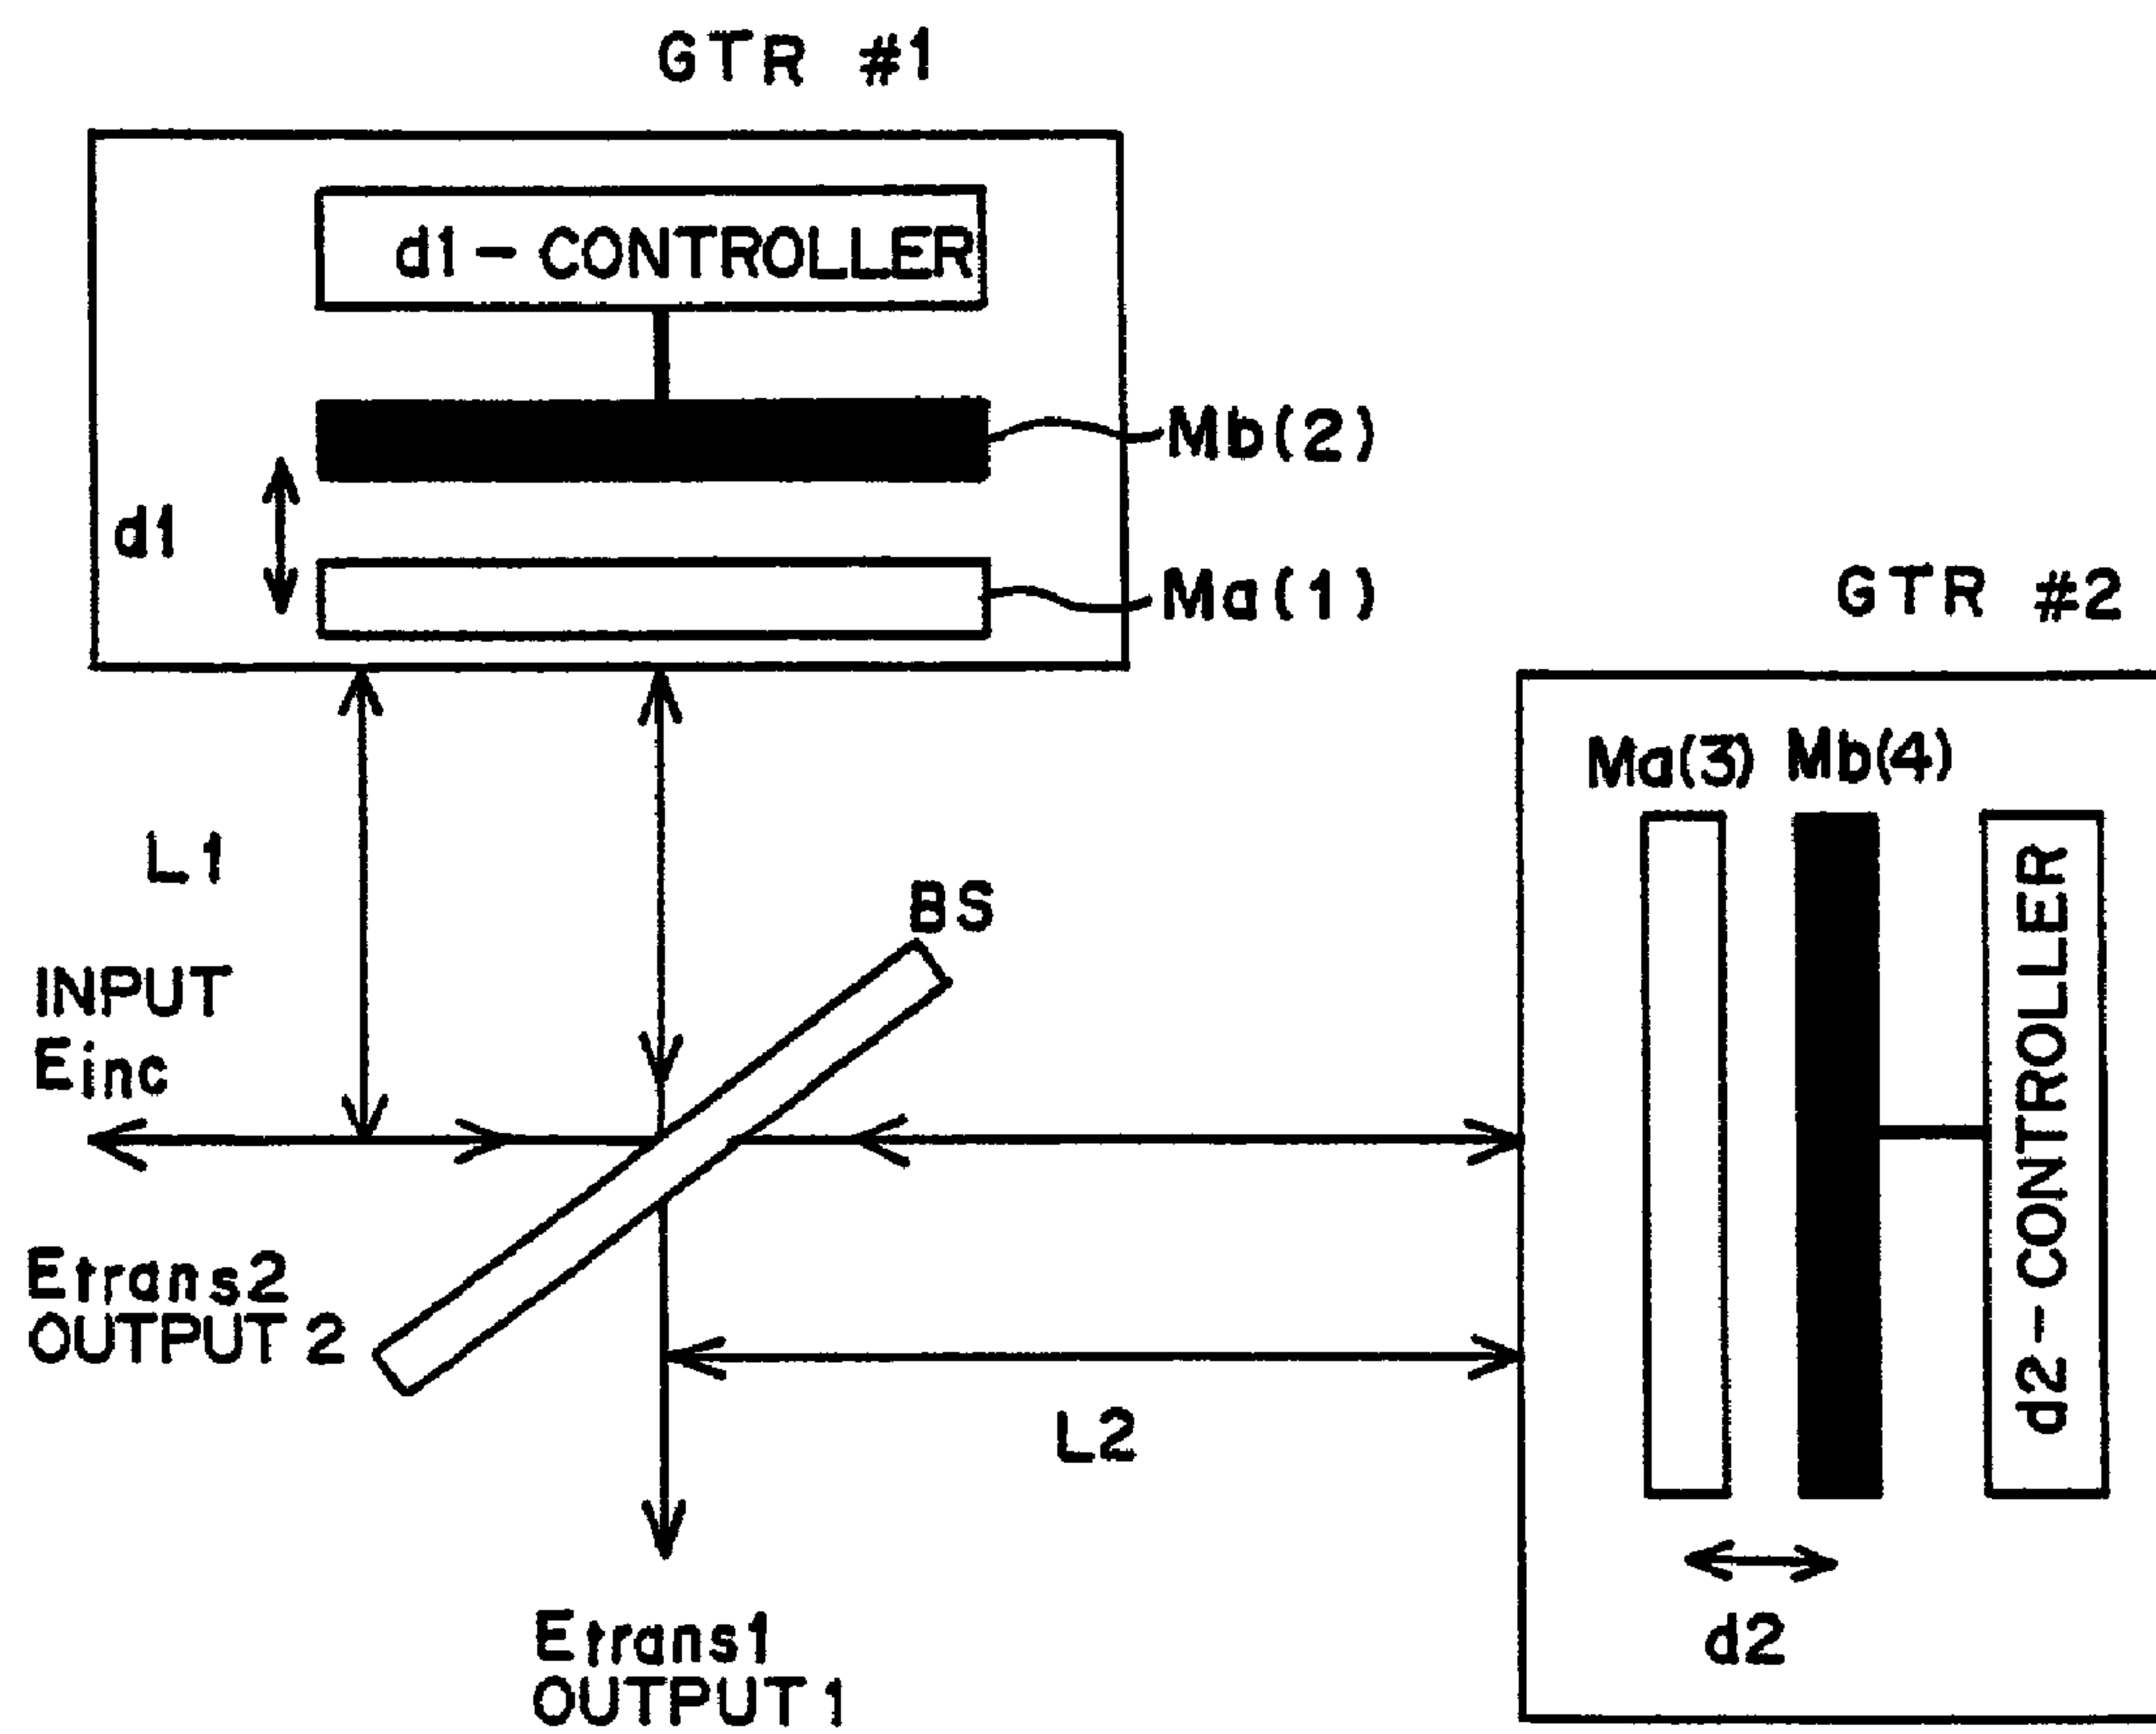 GTR #1
d1-CONTROLLER
Mb(2)
d1
Ma(1)
GTR #2
Ma(3) Mb(4)
L1
BS
d2-CONTROLLER
INPUT
Einc
Etrans2
OUTPUT 2
L2
d2
Etrans1
OUTPUT 1